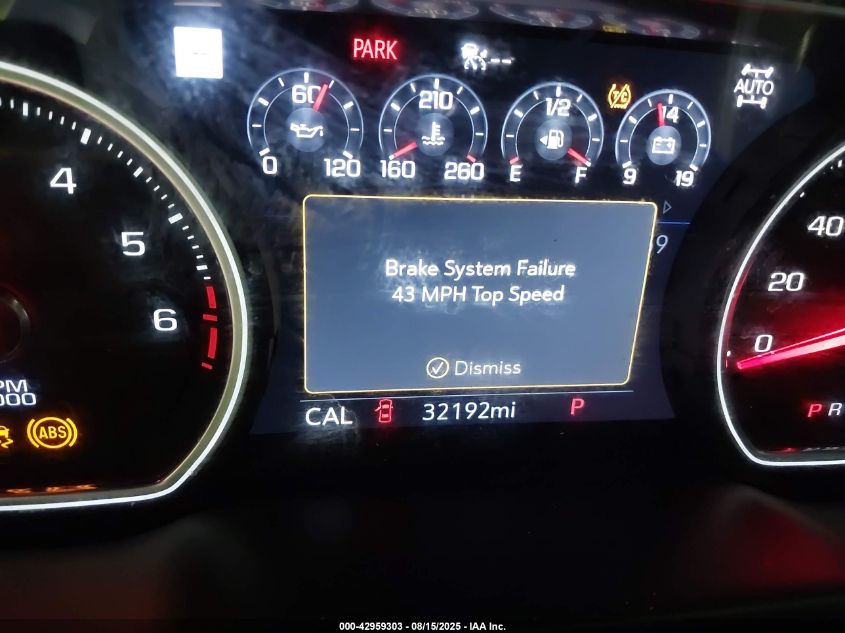 PARK
--
60
0
120
210
160
260
1/2
E
F
T/C
14
9
19
AUTO
4
5
6
9
Brake System Failure
43 MPH Top Speed
Dismiss
40
20
0
PM
000
ABS
CAL
32192mi
P
P R
000-42959303 - 08/15/2025 - IAA Inc.